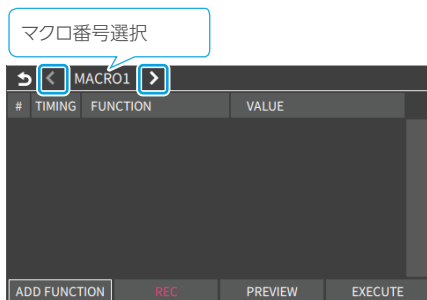 マクロ番号選択
MACRO1
# TIMING FUNCTION VALUE
ADD FUNCTION REC PREVIEW EXECUTE